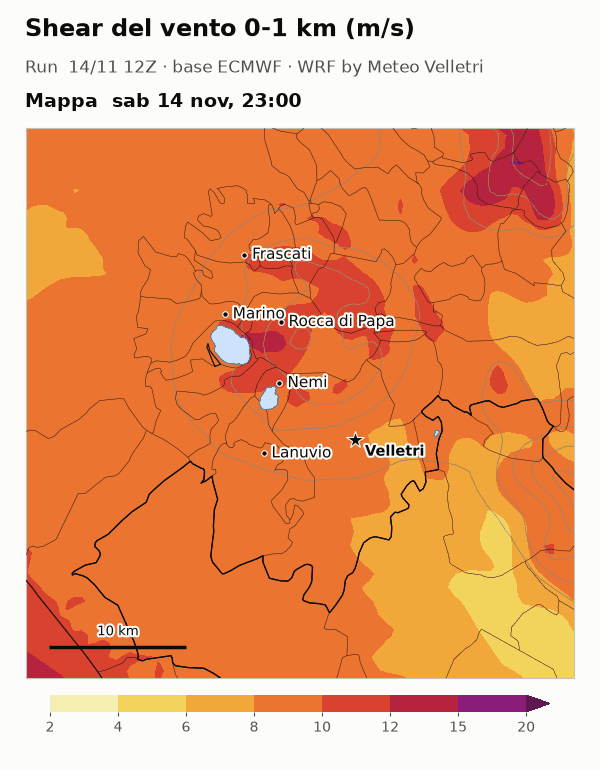 Shear del vento 0-1 km (m/s)
Run  14/11 12Z · base ECMWF · WRF by Meteo Velletri
Mappa  sab 14 nov, 23:00
Frascati
Marino
Rocca di Papa
Nemi
Velletri
Lanuvio
10 km
2 4 6 8 10 12 15 20